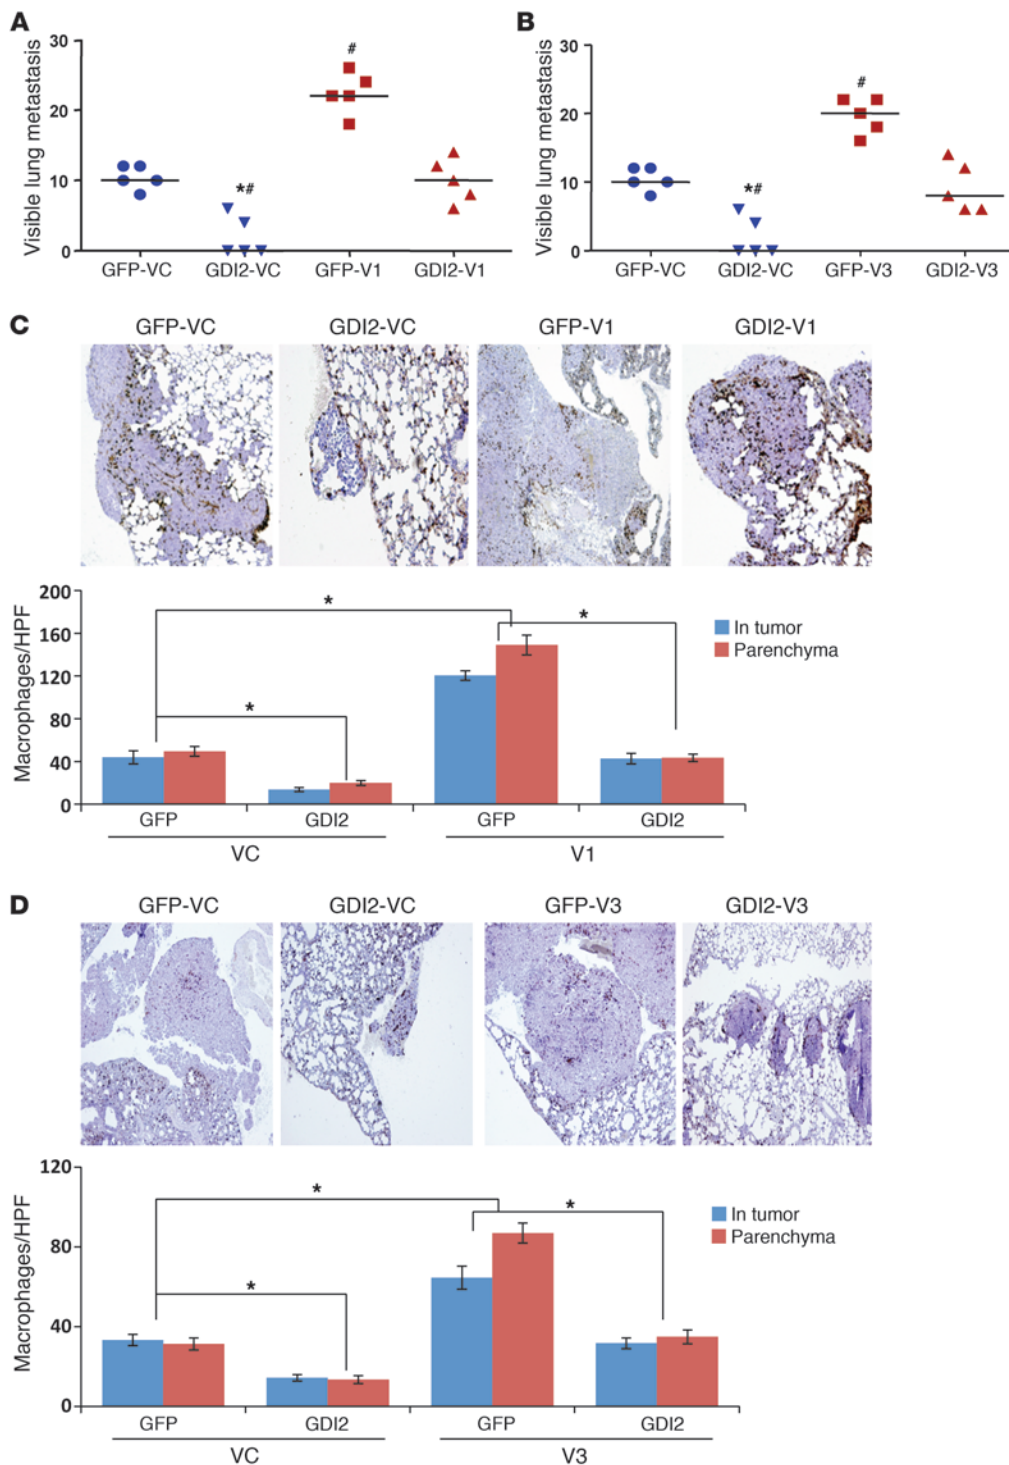 A
Visible lung metastasis
30
20
10
0
#
*#
GFP-VC
GDI2-VC
GFP-V1
GDI2-V1
B
Visible lung metastasis
30
20
10
0
#
*#
GFP-VC
GDI2-VC
GFP-V3
GDI2-V3
C
GFP-VC
GDI2-VC
GFP-V1
GDI2-V1
Macrophages/HPF
200
160
120
80
40
0
*
*
*
In tumor
Parenchyma
GFP
GDI2
GFP
GDI2
VC
V1
D
GFP-VC
GDI2-VC
GFP-V3
GDI2-V3
Macrophages/HPF
120
80
40
0
*
*
*
In tumor
Parenchyma
GFP
GDI2
GFP
GDI2
VC
V3